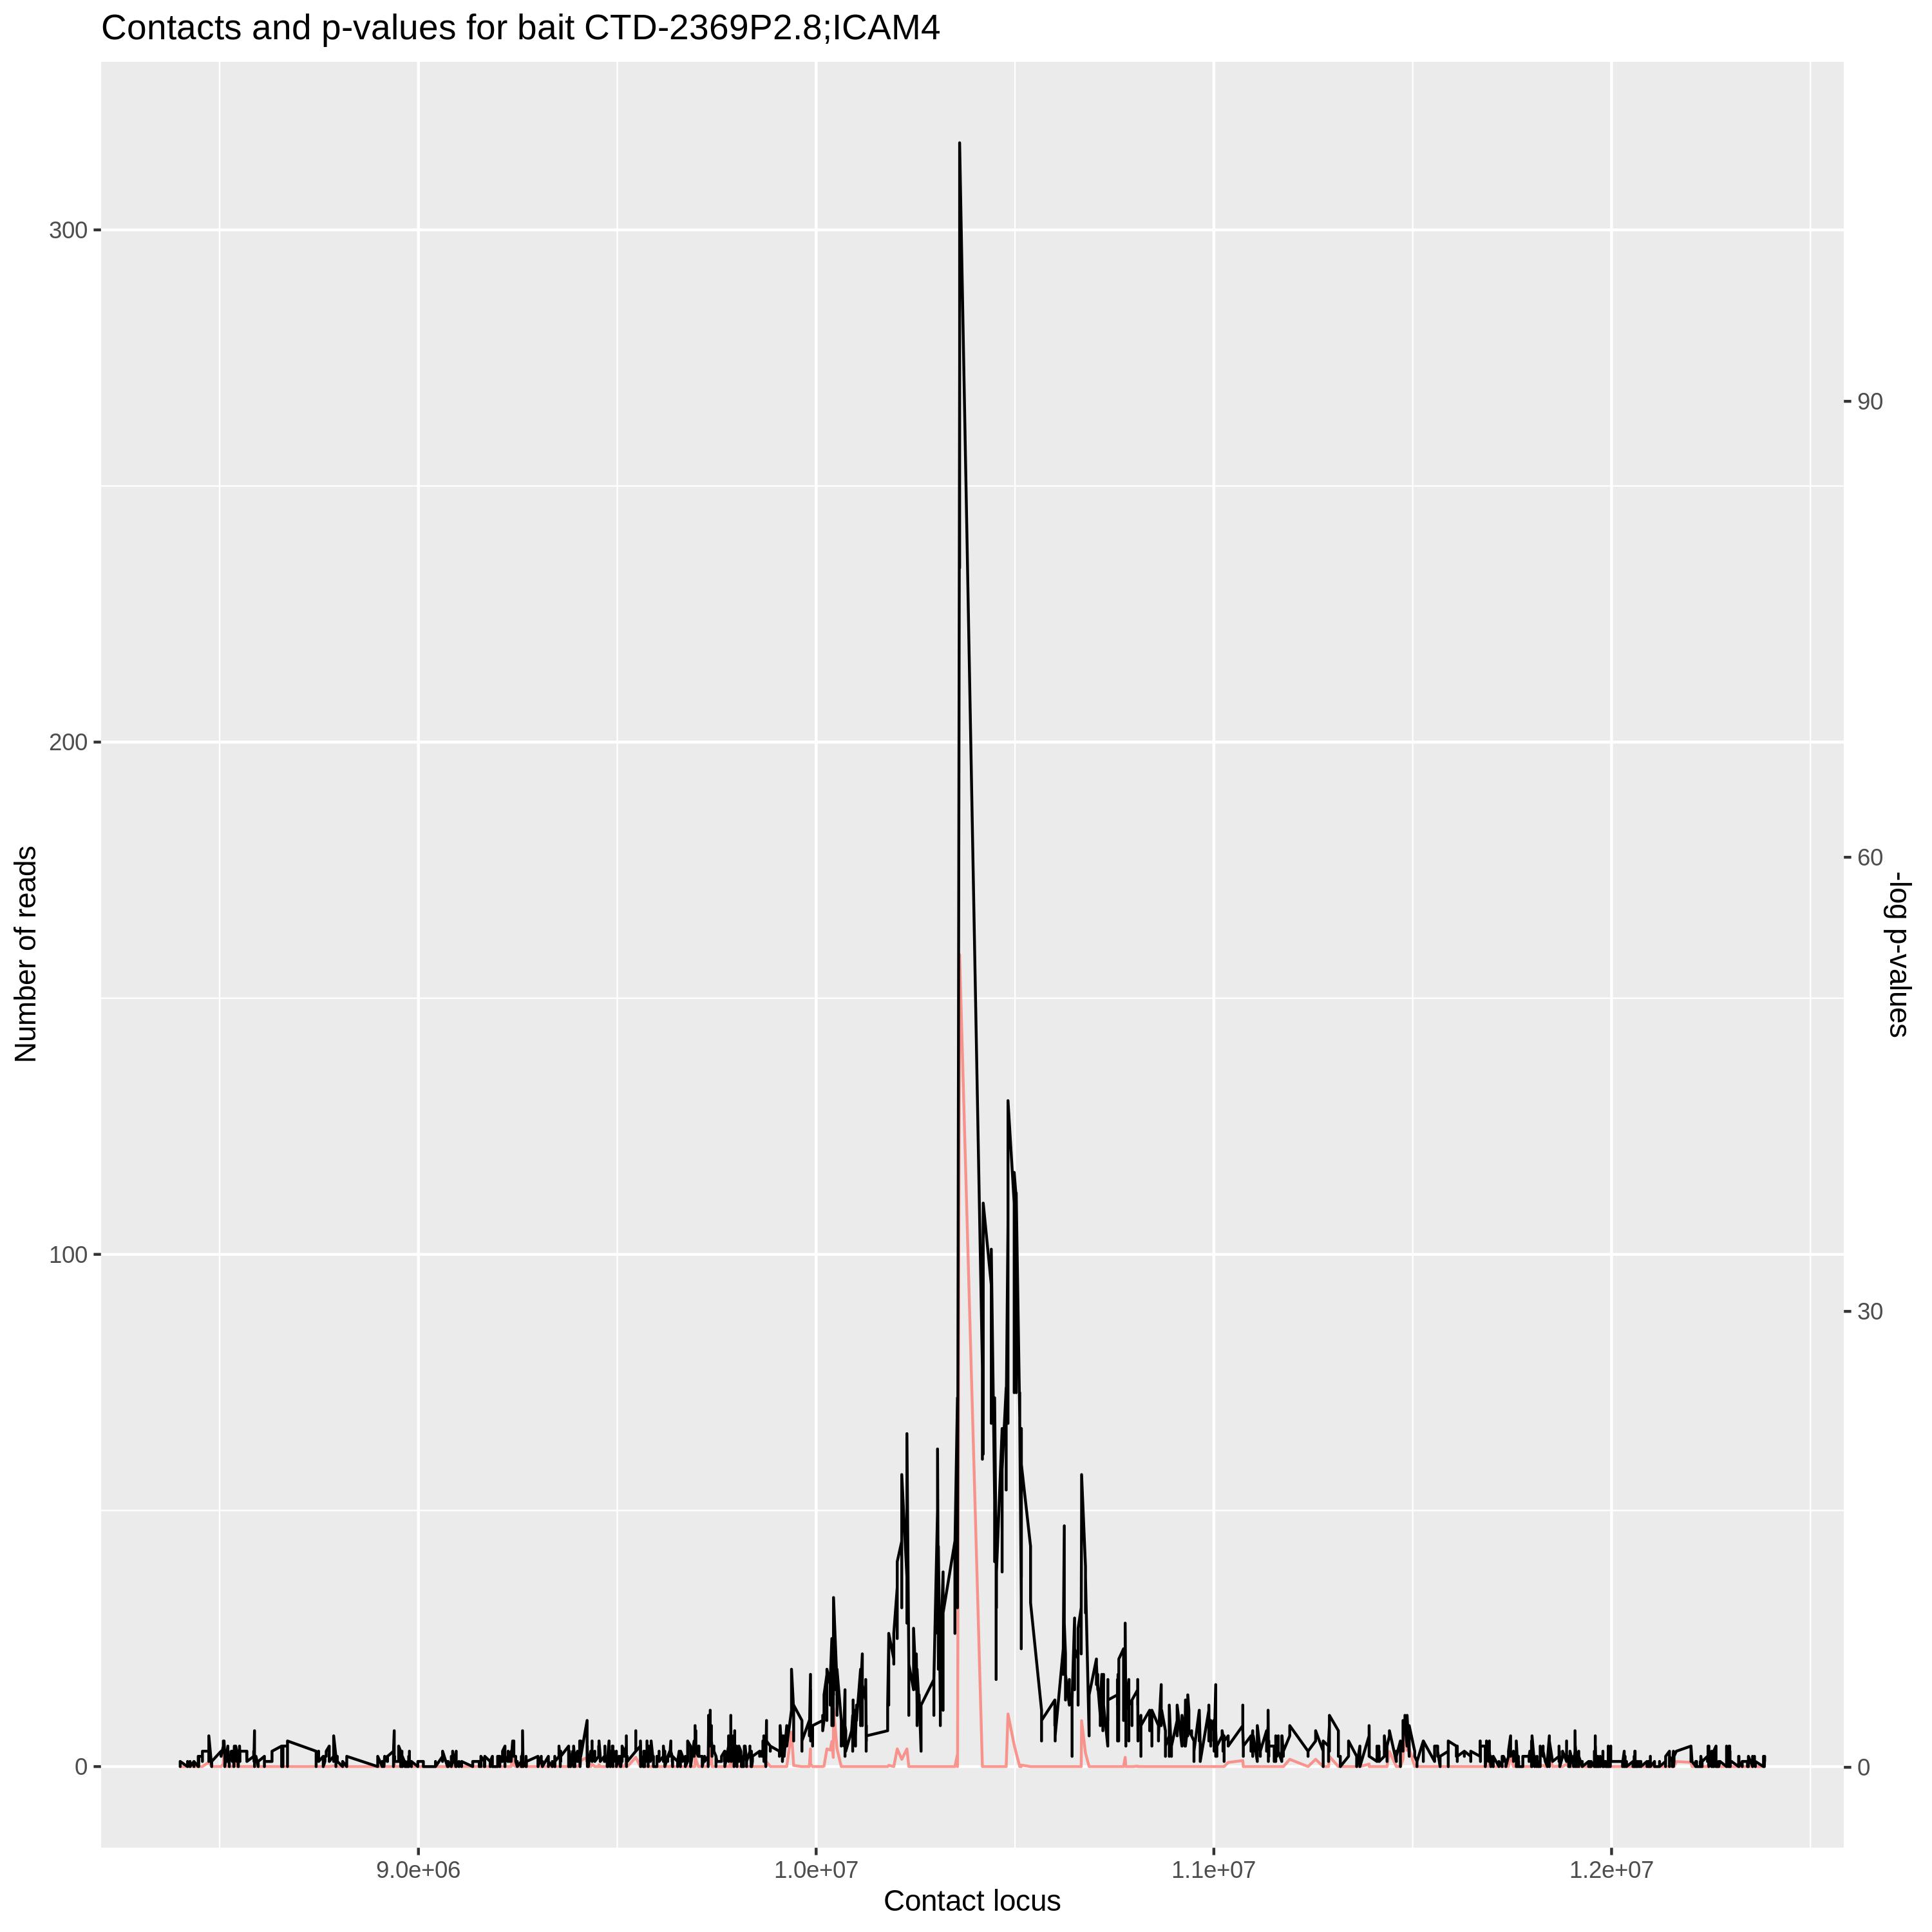 Contacts and p-values for bait CTD-2369P2.8;ICAM4
300
200
100
0
Number of reads
90
60
30
0
-log p-values
9.0e+06 1.0e+07 1.1e+07 1.2e+07
Contact locus